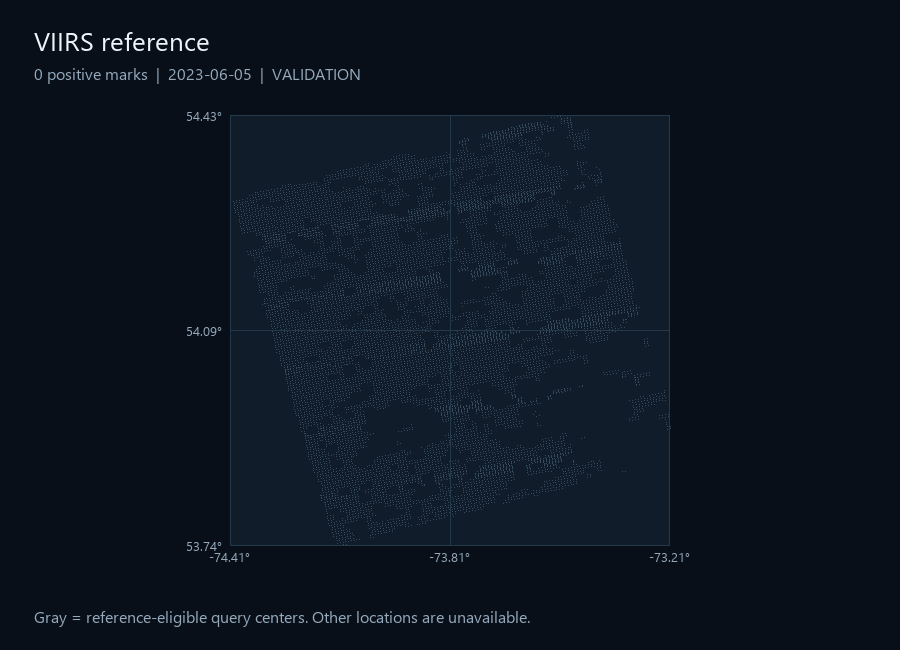 VIIRS reference
0 positive marks | 2023-06-05 | VALIDATION
54.43°
54.09°
53.74°
-74.41° -73.81° -73.21°
Gray = reference-eligible query centers. Other locations are unavailable.